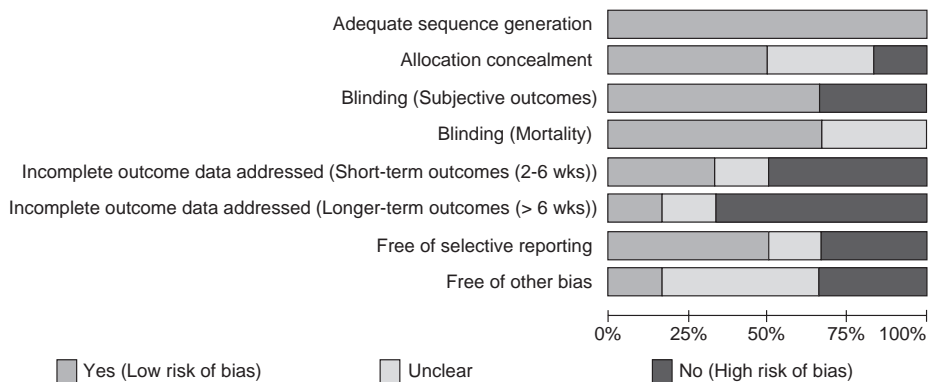 Adequate sequence generation
Allocation concealment
Blinding (Subjective outcomes)
Blinding (Mortality)
Incomplete outcome data addressed (Short-term outcomes (2-6 wks))
Incomplete outcome data addressed (Longer-term outcomes (> 6 wks))
Free of selective reporting
Free of other bias
0% 25% 50% 75% 100%
Yes (Low risk of bias) Unclear No (High risk of bias)